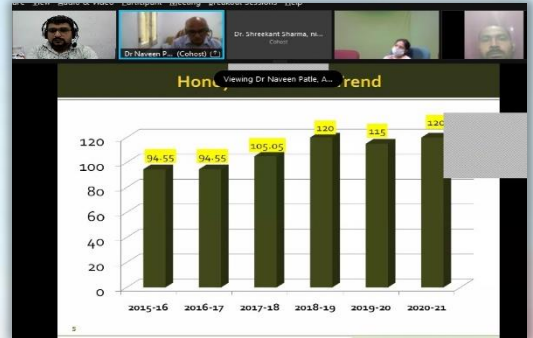 View Audio & Video Participant Meeting Breakout Sessions Help
Dr Naveen P... (Cohost)
Dr. Shreekant Sharma, ni...
Cohost
Viewing Dr Naveen Patle, A...
Hon
Trend
120
100
80
60
40
20
0
94.55
94.55
105.05
120
115
120
2015-16
2016-17
2017-18
2018-19
2019-20
2020-21